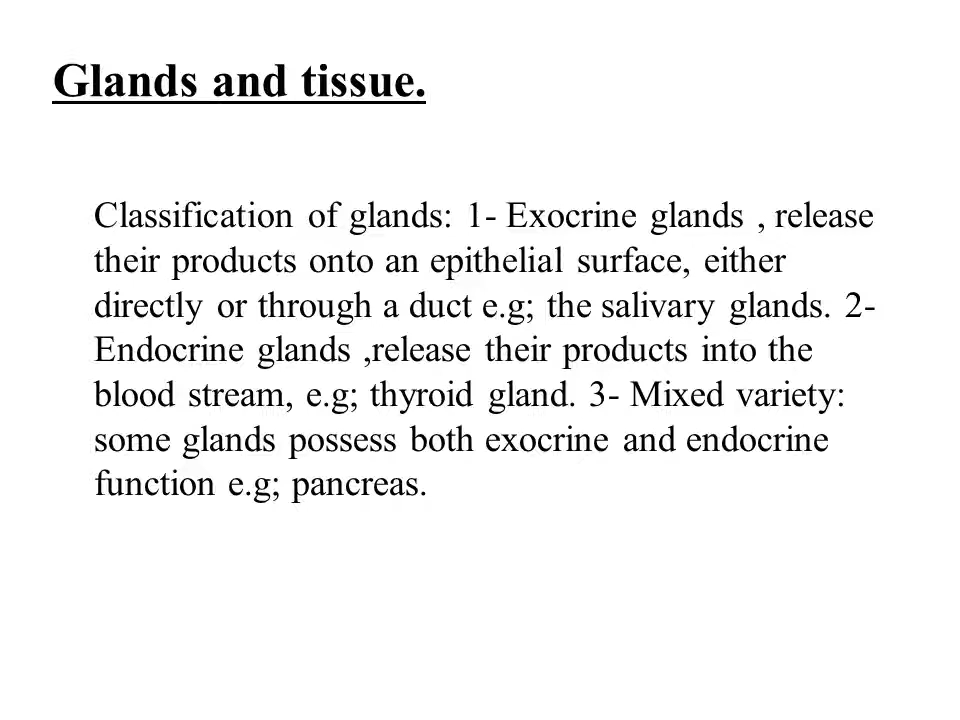 Glands and tissue.
Classification of glands: 1- Exocrine glands , release
their products onto an epithelial surface, either
directly or through a duct e.g; the salivary glands. 2-
Endocrine glands ,release their products into the
blood stream, e.g; thyroid gland. 3- Mixed variety:
some glands possess both exocrine and endocrine
function e.g; pancreas.